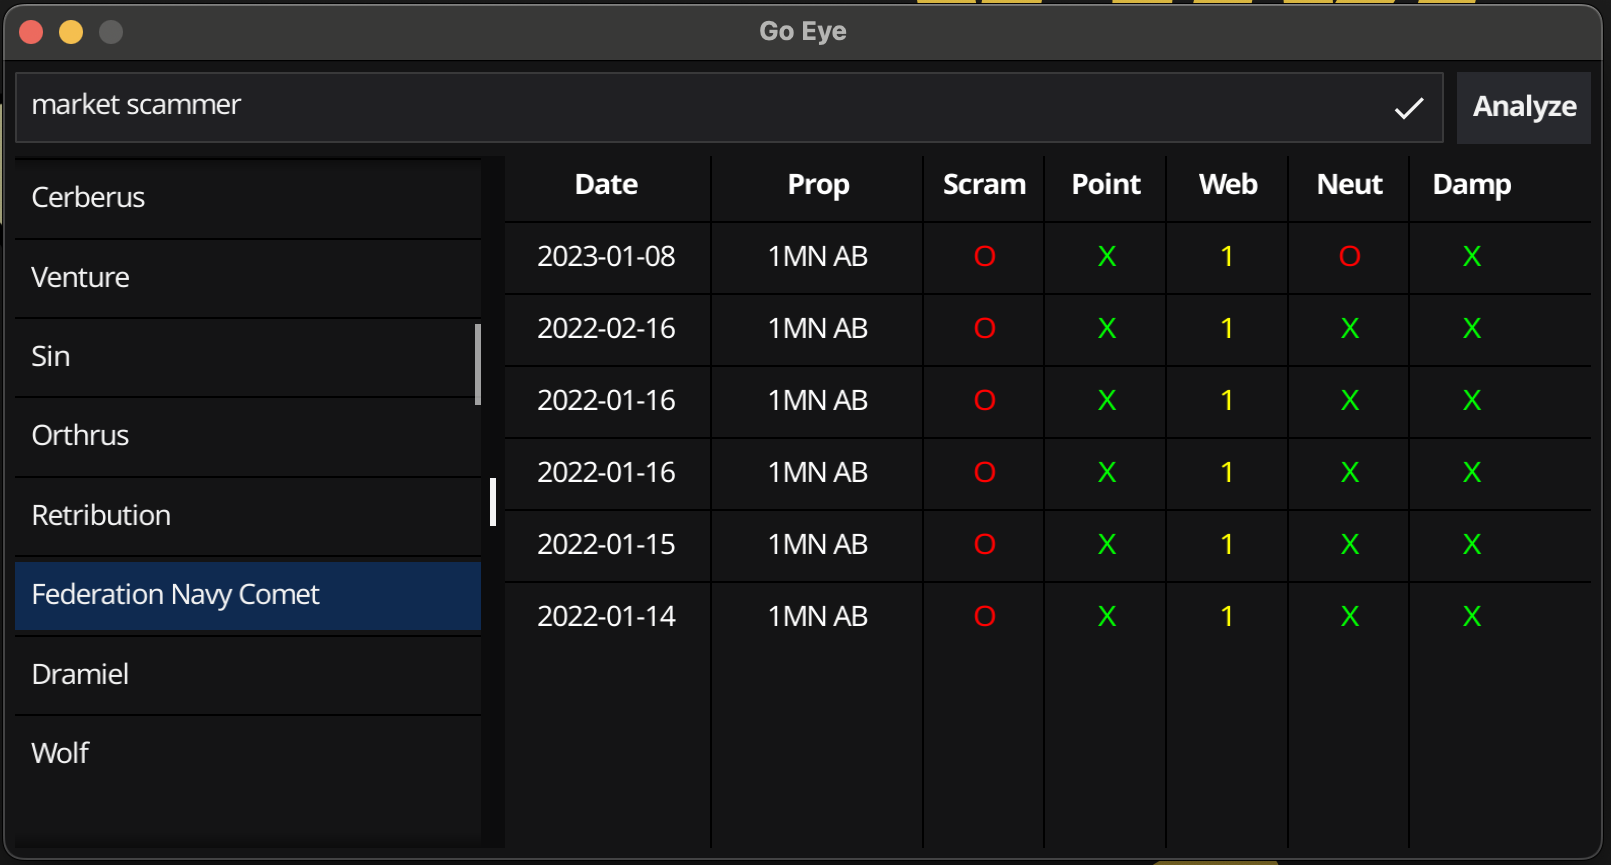 Go Eye
market scammer
Analyze
Cerberus
Venture
Sin
Orthrus
Retribution
Federation Navy Comet
Dramiel
Wolf
Date Prop Scram Point Web Neut Damp
2023-01-08 1MN AB O X 1 O X
2022-02-16 1MN AB O X 1 X X
2022-01-16 1MN AB O X 1 X X
2022-01-16 1MN AB O X 1 X X
2022-01-15 1MN AB O X 1 X X
2022-01-14 1MN AB O X 1 X X